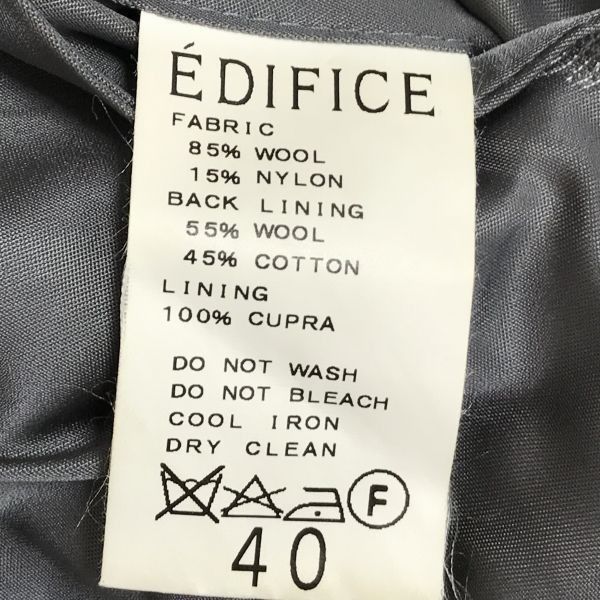 ÉDIFICE
FABRIC
85% WOOL
15% NYLON
BACK LINING
55% WOOL
45% COTTON
LINING
100% CUPRA
DO NOT WASH
DO NOT BLEACH
COOL IRON
DRY CLEAN
F
40